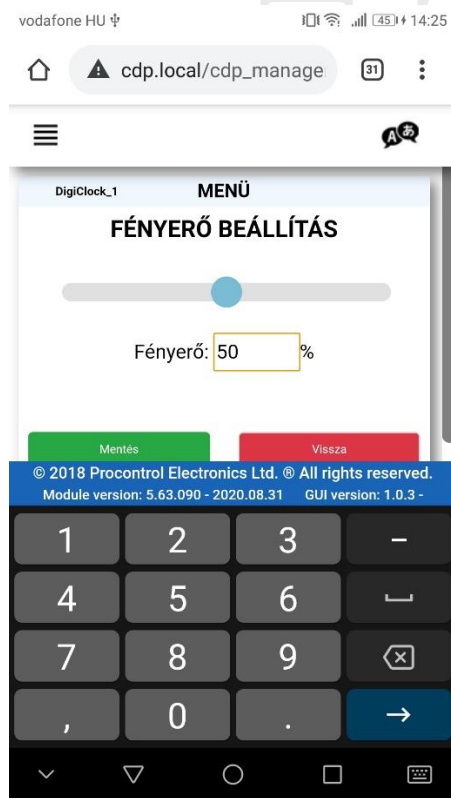 vodafone HU 45 14:25
cdp.local/cdp_manage 31
A あ
DigiClock_1 MENÜ
FÉNYERŐ BEÁLLÍTÁS
Fényerő: 50 %
Mentés Vissza
© 2018 Procontrol Electronics Ltd. ® All rights reserved.
Module version: 5.63.090 - 2020.08.31 GUI version: 1.0.3 -
1 2 3 –
4 5 6
7 8 9
, 0 . →